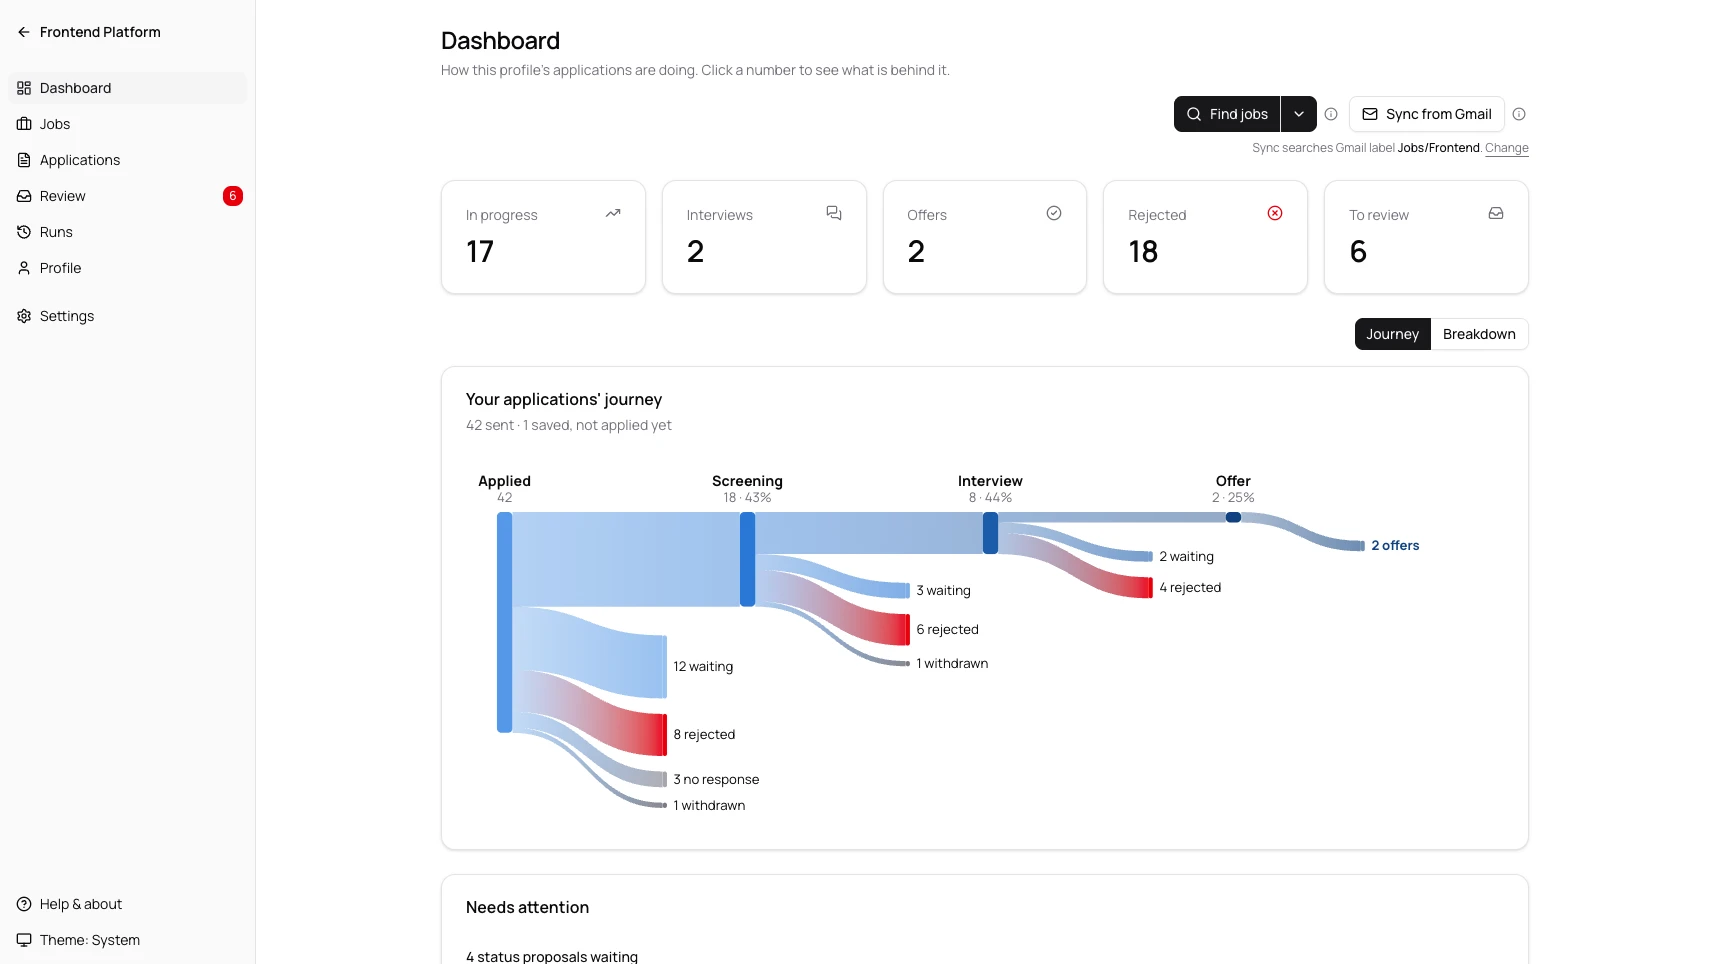 Frontend Platform
Dashboard
Jobs
Applications
Review
6
Runs
Profile
Settings
Help & about
Theme: System
Dashboard
How this profile's applications are doing. Click a number to see what is behind it.
Find jobs
Sync from Gmail
Sync searches Gmail label Jobs/Frontend. Change
In progress
17
Interviews
2
Offers
2
Rejected
18
To review
6
Journey
Breakdown
Your applications' journey
42 sent · 1 saved, not applied yet
Applied
42
Screening
18 · 43%
Interview
8 · 44%
Offer
2 · 25%
2 offers
2 waiting
4 rejected
3 waiting
6 rejected
1 withdrawn
12 waiting
8 rejected
3 no response
1 withdrawn
Needs attention
4 status proposals waiting